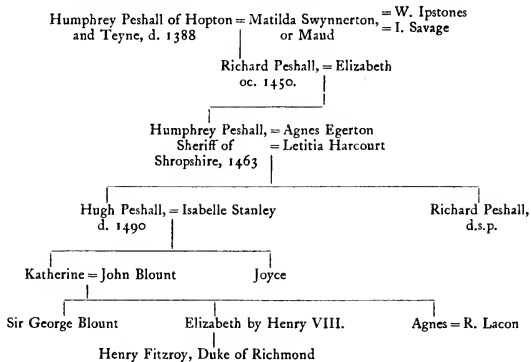 Humphrey Peshall of Hopton = Matilda Swynnerton, = W. Ipstones
and Teyne, d. 1388 or Maud = I. Savage
Richard Peshall, = Elizabeth
oc. 1450.
Humphrey Peshall, = Agnes Egerton
Sheriff of = Letitia Harcourt
Shropshire, 1463
Hugh Peshall, = Isabelle Stanley Richard Peshall,
d. 1490 d.s.p.
Katherine = John Blount Joyce
Sir George Blount Elizabeth by Henry VIII. Agnes = R. Lacon
Henry Fitzroy, Duke of Richmond